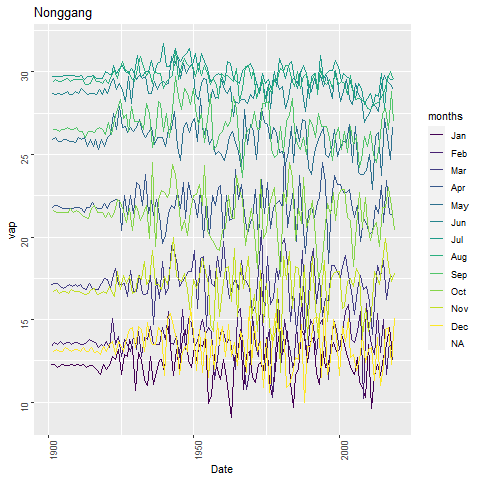 Nonggang
vap
30
25
20
15
10
1900
1950
2000
Date
months
Jan
Feb
Mar
Apr
May
Jun
Jul
Aug
Sep
Oct
Nov
Dec
NA